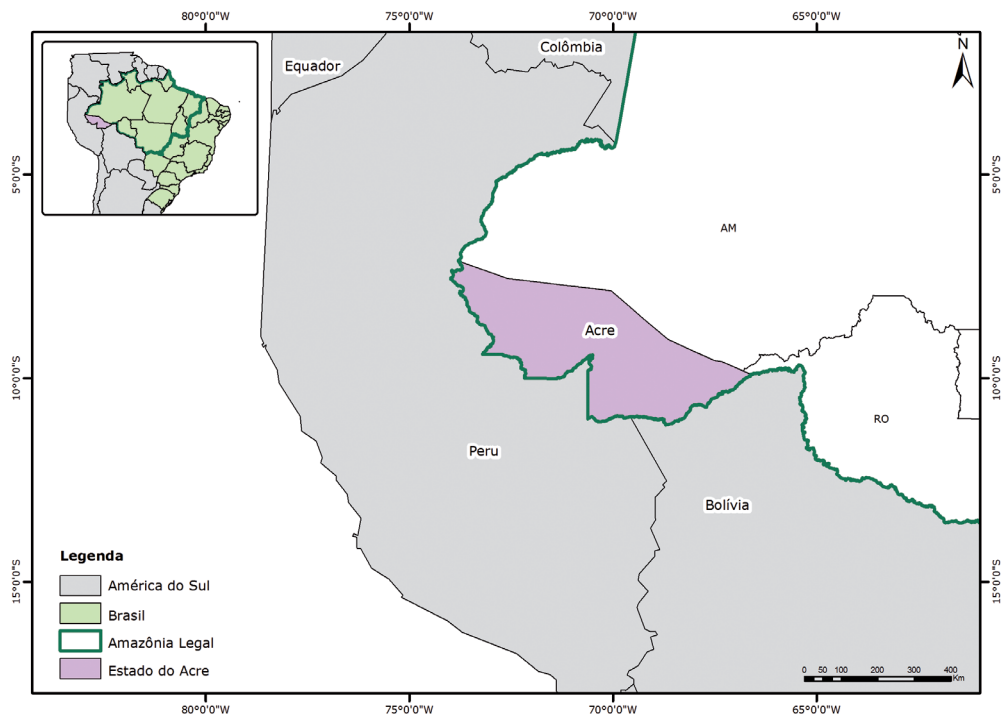 80°0'0"W
75°0'0"W
70°0'0"W
65°0'0"W
N
Colômbia
Equador
5°0'0"S
5°0'0"S
AM
Acre
10°0'0"S
10°0'0"S
RO
Peru
Bolívia
Legenda
América do Sul
Brasil
Amazônia Legal
Estado do Acre
15°0'0"S
15°0'0"S
0 50 100 200 300 400
Km
80°0'0"W
75°0'0"W
70°0'0"W
65°0'0"W